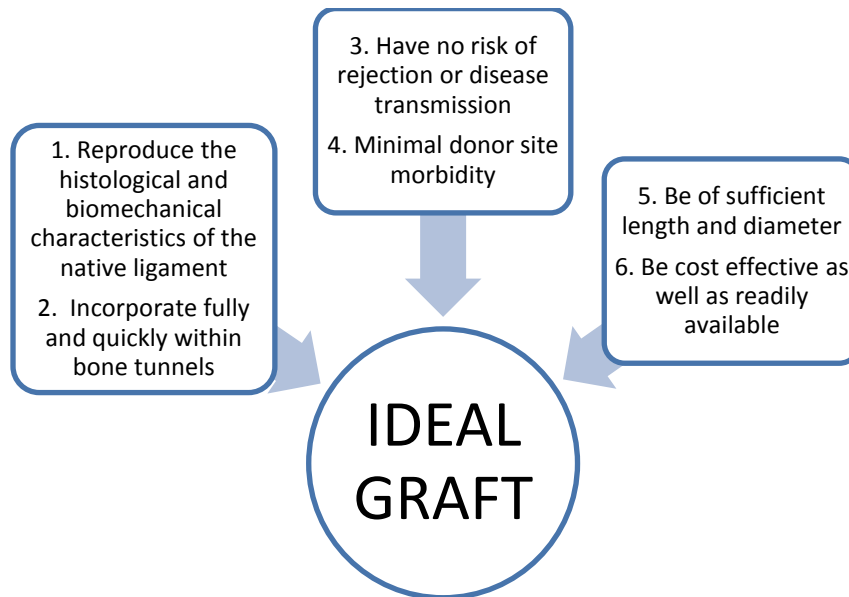 1. Reproduce the
histological and
biomechanical
characteristics of the
native ligament
2. Incorporate fully
and quickly within
bone tunnels
3. Have no risk of
rejection or disease
transmission
4. Minimal donor site
morbidity
5. Be of sufficient
length and diameter
6. Be cost effective as
well as readily
available
IDEAL
GRAFT